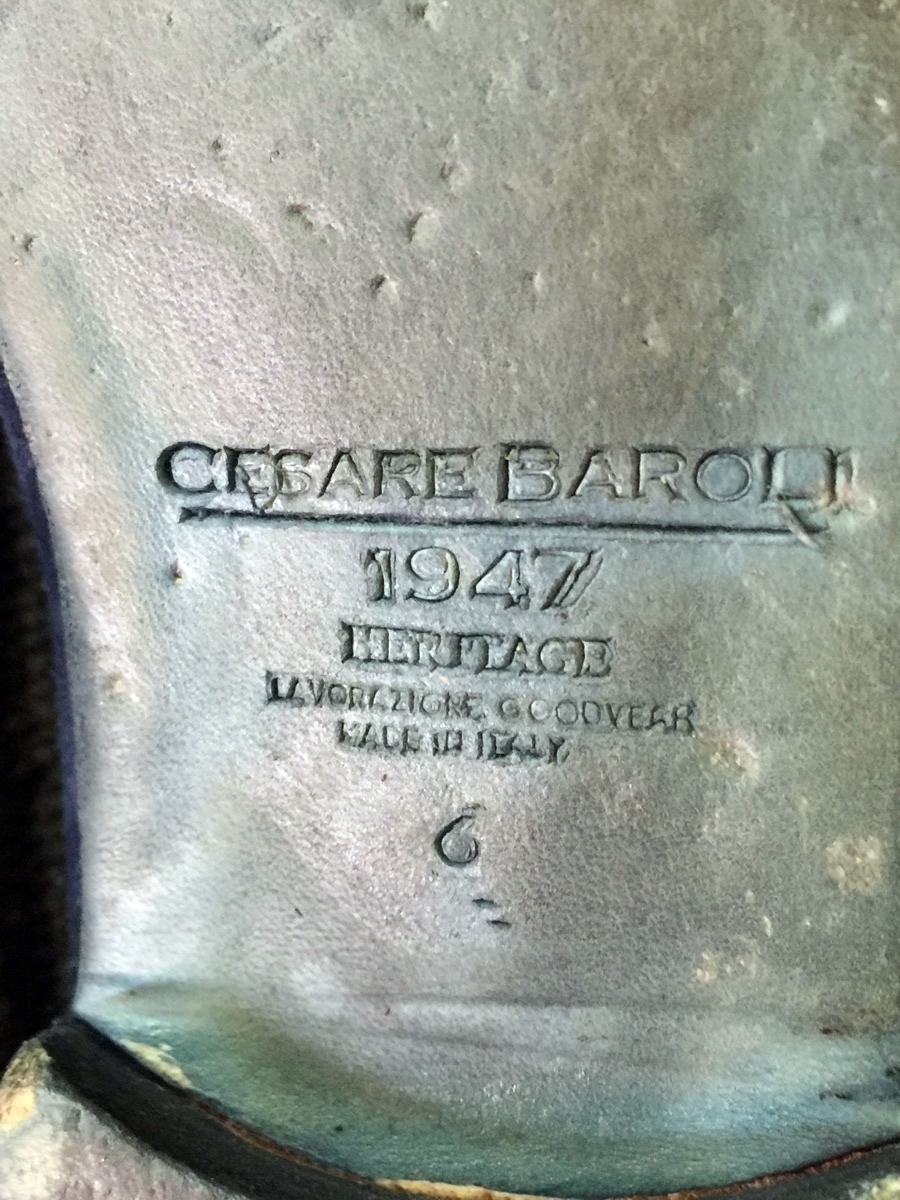 CESARE BAROLI
1947
HERITAGE
LAVORAZIONE GOODYEAR
MADE IN ITALY
6